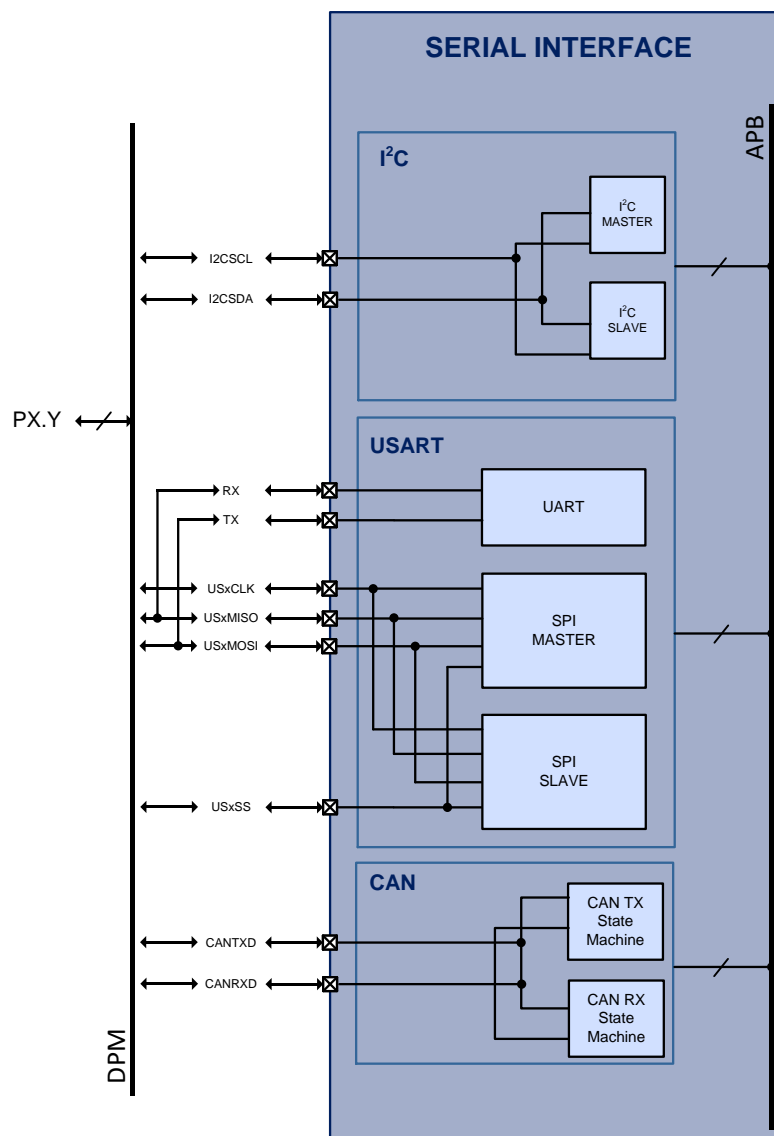 SERIAL INTERFACE
APB
I²C
I²C
MASTER
I2CSCL
I2CSDA
I²C
SLAVE
PX.Y
USART
RX
UART
TX
USxCLK
USxMISO
SPI
MASTER
USxMOSI
SPI
SLAVE
USxSS
CAN
CAN TX
State
Machine
CANTXD
CANRXD
CAN RX
State
Machine
DPM